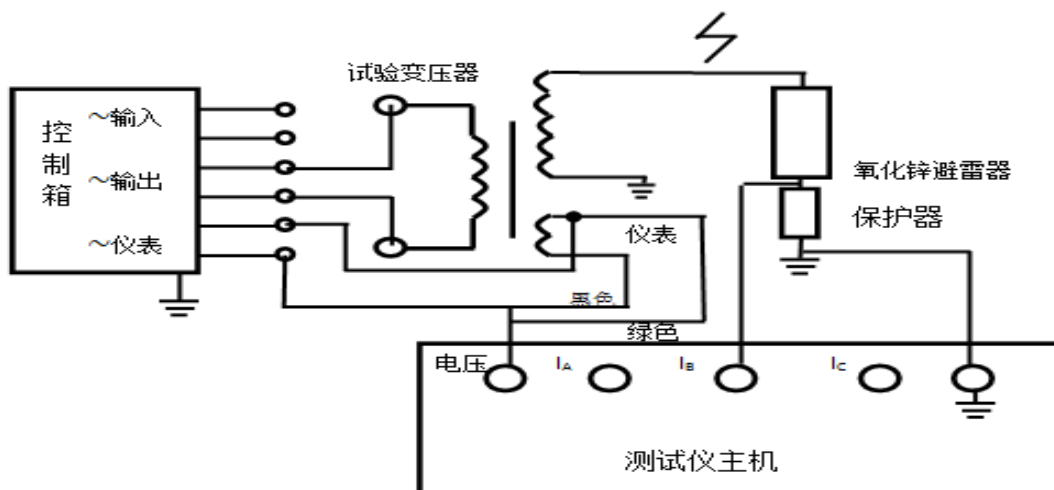 试验变压器
控制箱
~输入
~输出
~仪表
氧化锌避雷器
保护器
仪表
黑色
绿色
电压
IA
IB
IC
测试仪主机